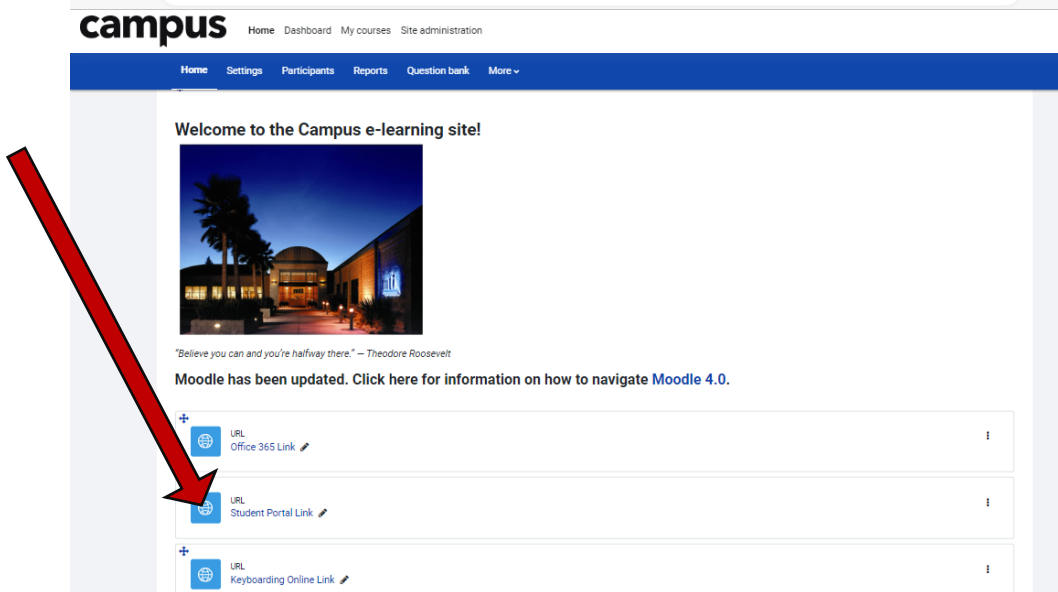 campus Home Dashboard My courses Site administration
Home Settings Participants Reports Question bank More
Welcome to the Campus e-learning site!
"Believe you can and you're halfway there." — Theodore Roosevelt
Moodle has been updated. Click here for information on how to navigate Moodle 4.0.
URL
Office 365 Link
URL
Student Portal Link
URL
Keyboarding Online Link